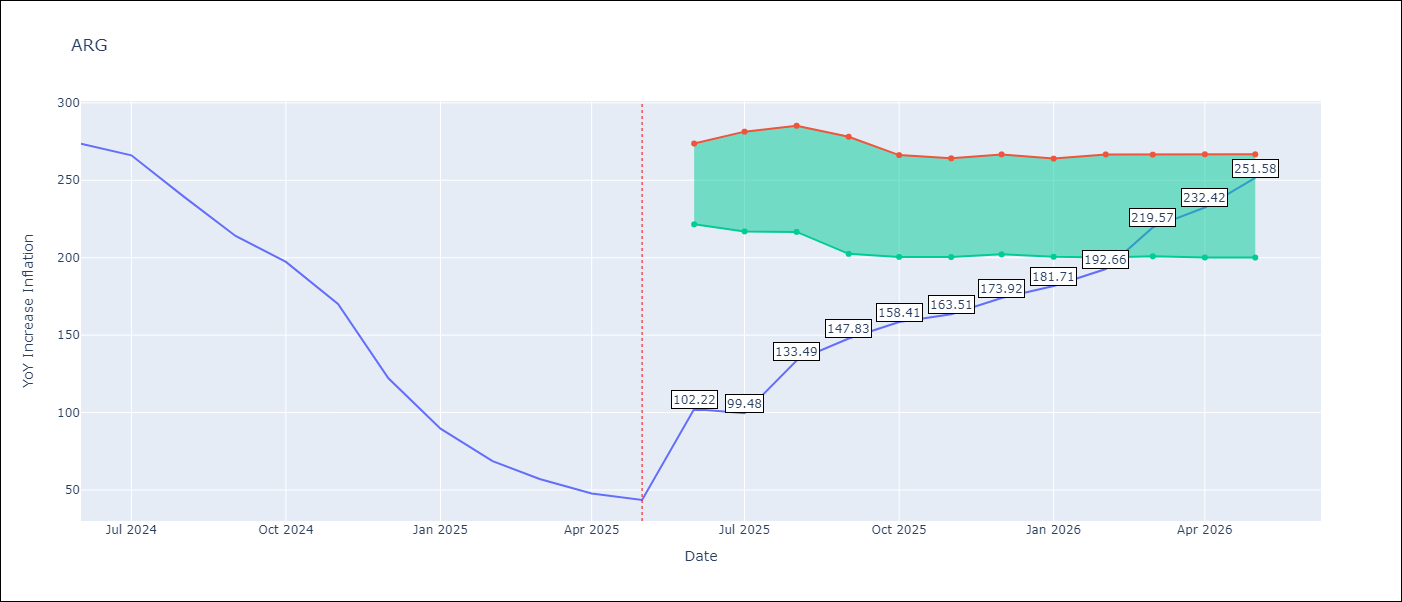 ARG
300
250
200
150
100
50
YoY Increase Inflation
251.58
232.42
219.57
192.66
181.71
173.92
163.51
158.41
147.83
133.49
102.22
99.48
Jul 2024
Oct 2024
Jan 2025
Apr 2025
Jul 2025
Oct 2025
Jan 2026
Apr 2026
Date